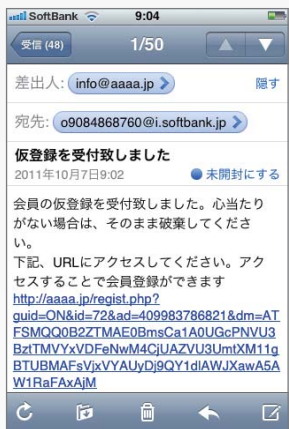 SoftBank 9:04
受信 (48) 1/50
差出人: info@aaaa.jp 隠す
宛先: o9084868760@i.softbank.jp
仮登録を受付致しました
2011年10月7日9:02 未開封にする
会員の仮登録を受付致しました。心当たり
がない場合は、そのまま破棄してくださ
い。
下記、URLにアクセスしてください。アク
セスすることで会員登録ができます
http://aaaa.jp/regist.php?
guid=ON&id=72&ad=409983786821&dm=AT
FSMQQ0B2ZTMAE0BmsCa1A0UGcPNVU3
BztTMVYxVDFeNwM4CjUAZVU3UmtXM11g
BTUBMAFsVjxVYAUyDj9QY1dlAWJXawA5A
W1RaFAxAjM